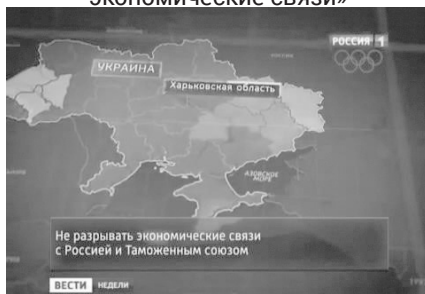 экономические связи»
РОССИЯ 1
УКРАИНА
Харьковская область
АЗОВСКОЕ
МОРЕ
Не разрывать экономические связи
с Россией и Таможенным союзом
ВЕСТИ НЕДЕЛИ